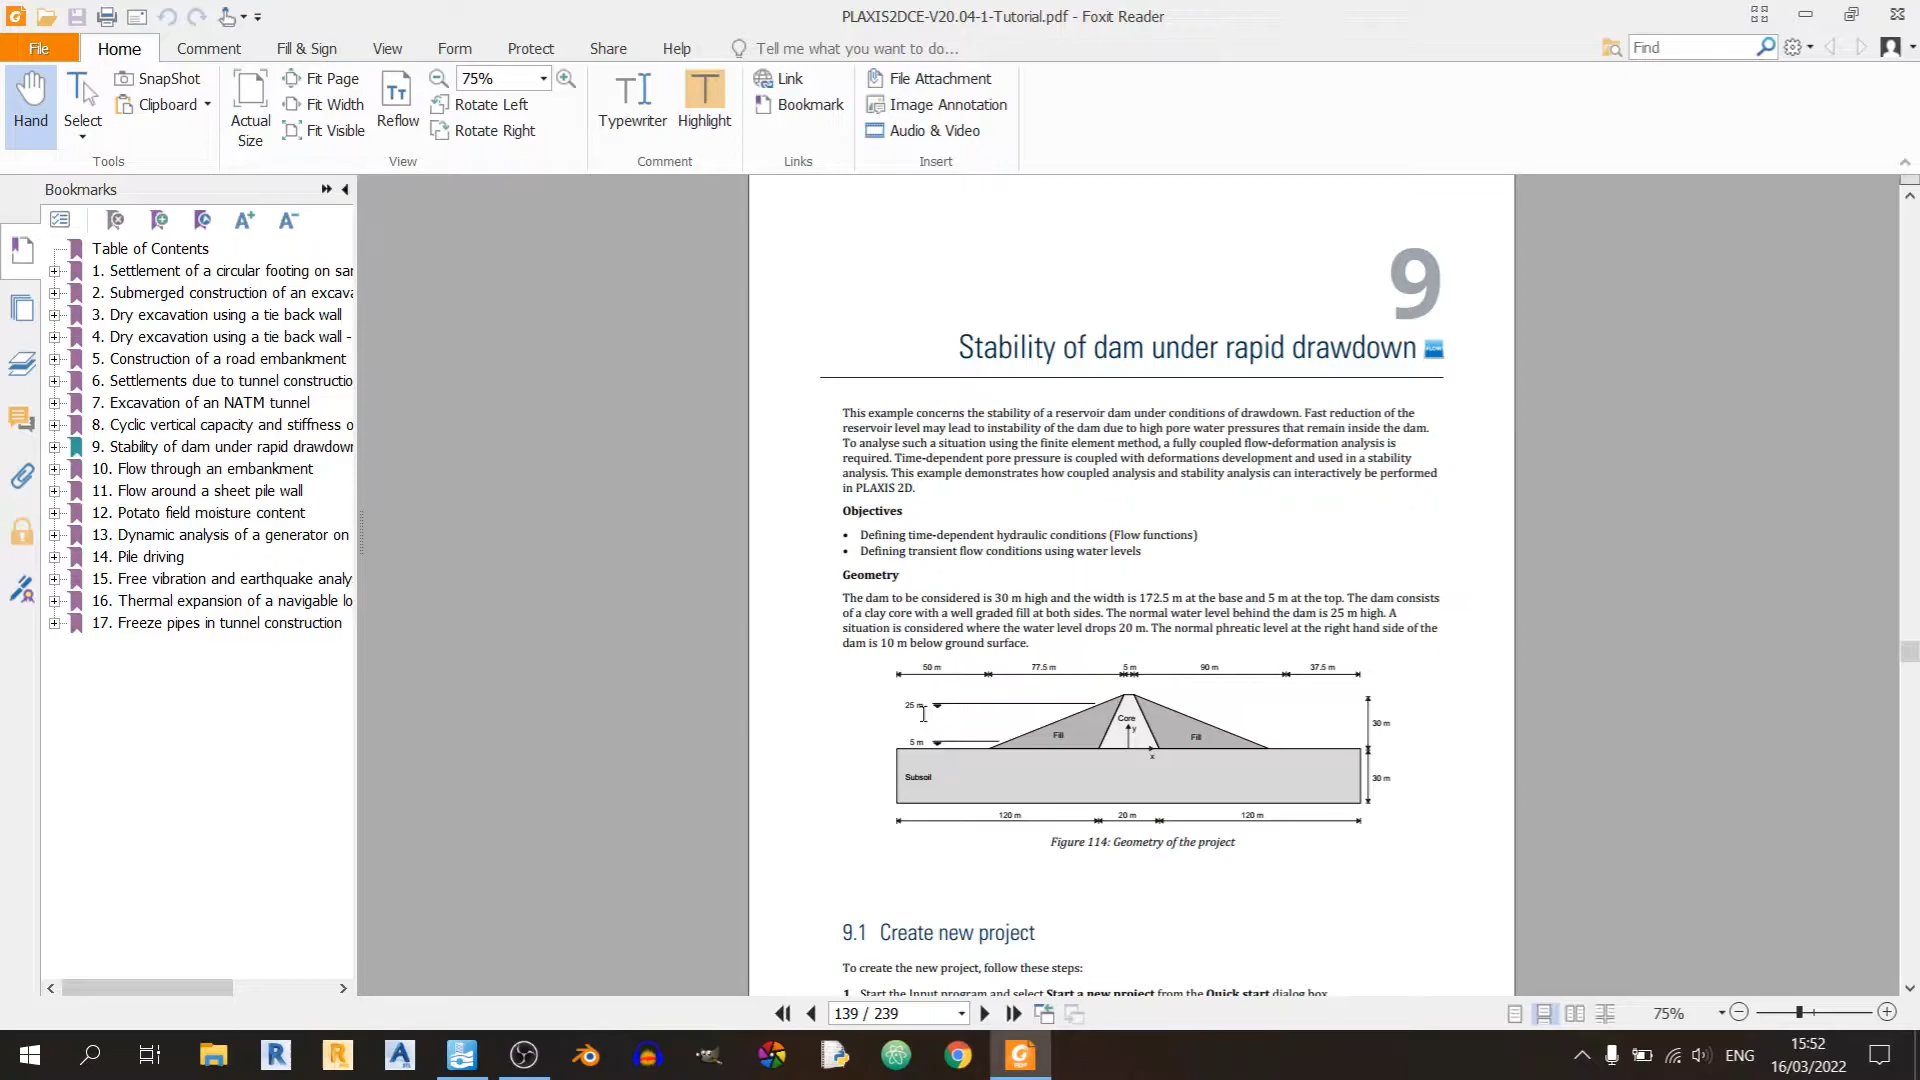 PLAXIS2DCE-V20.04-1-Tutorial.pdf - Foxit Reader
File Home Comment Fill & Sign View Form Protect Share Help Tell me what you want to do... Find
Hand
Select
SnapShot
Clipboard
Tools
Actual Size
Fit Page
Fit Width
Fit Visible
Reflow
75%
Rotate Left
Rotate Right
View
Typewriter
Highlight
Comment
Link
Bookmark
Links
File Attachment
Image Annotation
Audio & Video
Insert
Bookmarks
Table of Contents
1. Settlement of a circular footing on sar
2. Submerged construction of an excava
3. Dry excavation using a tie back wall
4. Dry excavation using a tie back wall -
5. Construction of a road embankment
6. Settlements due to tunnel constructio
7. Excavation of an NATM tunnel
8. Cyclic vertical capacity and stiffness o
9. Stability of dam under rapid drawdown
10. Flow through an embankment
11. Flow around a sheet pile wall
12. Potato field moisture content
13. Dynamic analysis of a generator on
14. Pile driving
15. Free vibration and earthquake analy
16. Thermal expansion of a navigable lo
17. Freeze pipes in tunnel construction
9
Stability of dam under rapid drawdown
This example concerns the stability of a reservoir dam under conditions of drawdown. Fast reduction of the
reservoir level may lead to instability of the dam due to high pore water pressures that remain inside the dam.
To analyse such a situation using the finite element method, a fully coupled flow-deformation analysis is
required. Time-dependent pore pressure is coupled with deformations development and used in a stability
analysis. This example demonstrates how coupled analysis and stability analysis can interactively be performed
in PLAXIS 2D.
Objectives
• Defining time-dependent hydraulic conditions (Flow functions)
• Defining transient flow conditions using water levels
Geometry
The dam to be considered is 30 m high and the width is 172.5 m at the base and 5 m at the top. The dam consists
of a clay core with a well graded fill at both sides. The normal water level behind the dam is 25 m high. A
situation is considered where the water level drops 20 m. The normal phreatic level at the right hand side of the
dam is 10 m below ground surface.
50 m 77.5 m 5 m 90 m 37.5 m
25 m
Core
y
30 m
Fill
Fill
5 m
x
Subsoil
30 m
120 m 20 m 120 m
Figure 114: Geometry of the project
9.1 Create new project
To create the new project, follow these steps:
1. Start the Input program and select Start a new project from the Quick start dialog box.
139 / 239
75%
ENG
15:52
16/03/2022